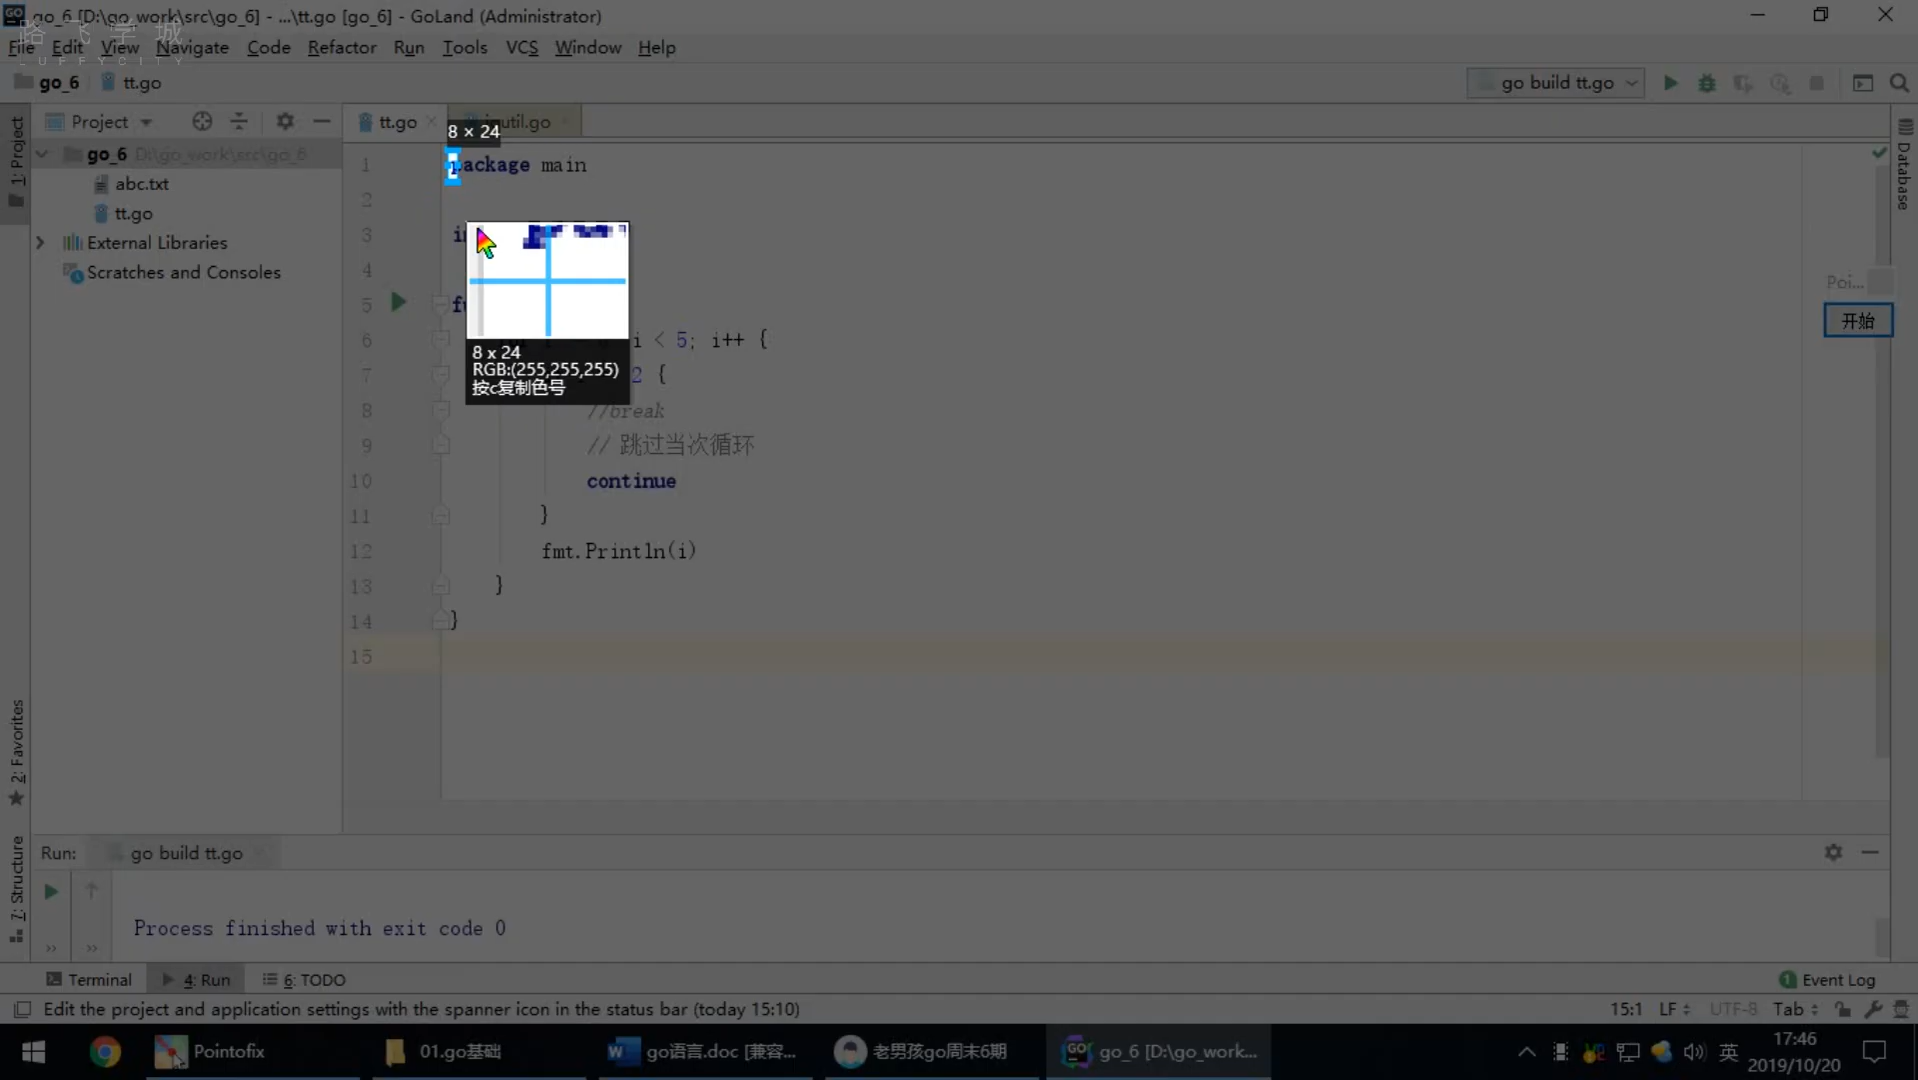 go_6 [D:\go_work\src\go_6] - ...\tt.go [go_6] - GoLand (Administrator)
路飞学城
LUFFYCITY
File Edit View Navigate Code Refactor Run Tools VCS Window Help
go_6 tt.go
go build tt.go
1: Project
Project
tt.go
util.go
8 × 24
go_6 D:\go_work\src\go_6
abc.txt
tt.go
External Libraries
Scratches and Consoles
1 package main
2
3
4
5
6 i < 5; i++ {
7 2 {
8 //break
9 // 跳过当次循环
10 continue
11 }
12 fmt.Println(i)
13 }
14 }
15
8 x 24
RGB:(255,255,255)
按c复制色号
Database
Poi...
开始
2: Favorites
7: Structure
Run: go build tt.go
Process finished with exit code 0
Terminal 4: Run 6: TODO
1 Event Log
Edit the project and application settings with the spanner icon in the status bar (today 15:10)
15:1 LF UTF-8 Tab
Pointofix
01.go基础
go语言.doc [兼容...
老男孩go周末6期
go_6 [D:\go_work...
英
17:46
2019/10/20